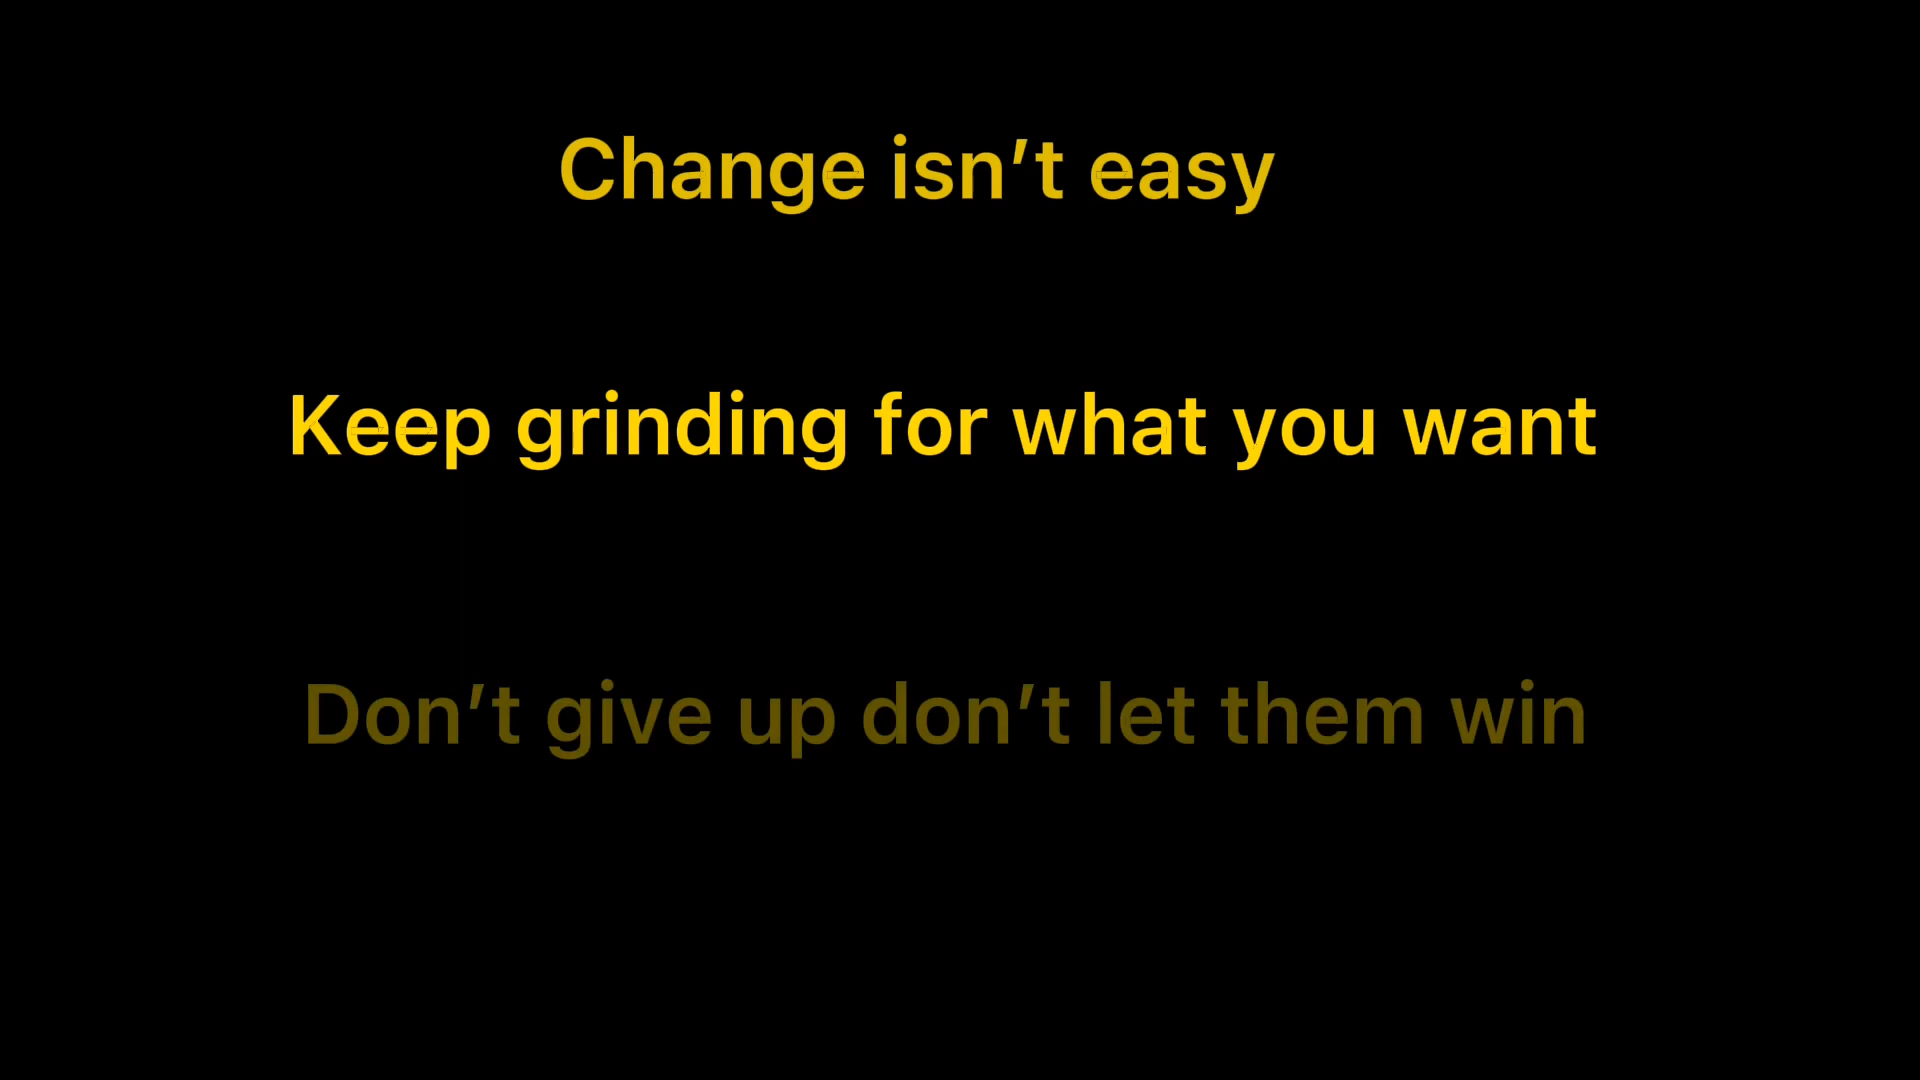 Change isn’t easy
Keep grinding for what you want
Don’t give up don’t let them win